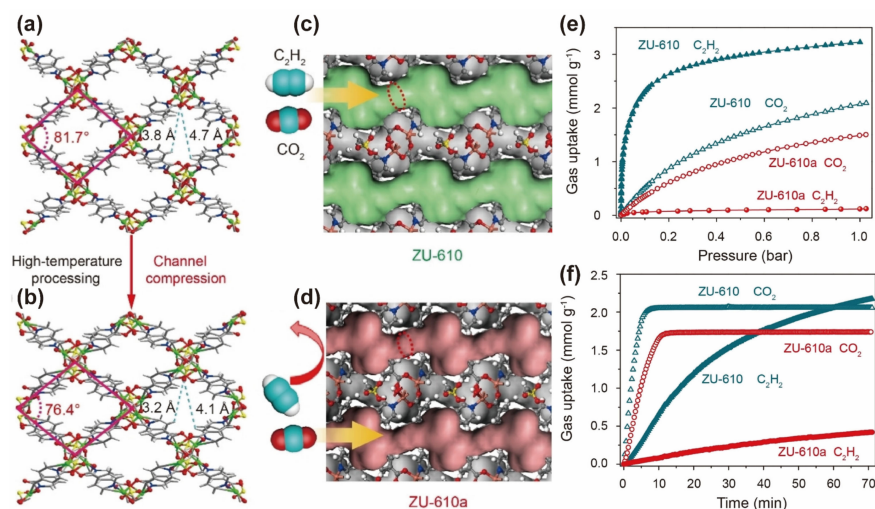 (a)
81.7°
3.8 Å
4.7 Å
High-temperature
processing
Channel
compression
(b)
76.4°
3.2 Å
4.1 Å
(c)
C₂H₂
CO₂
ZU-610
(d)
ZU-610a
(e)
Gas uptake (mmol g⁻¹)
3
2
1
0
ZU-610 C₂H₂
ZU-610 CO₂
ZU-610a CO₂
ZU-610a C₂H₂
0.0 0.2 0.4 0.6 0.8 1.0
Pressure (bar)
(f)
Gas uptake (mmol g⁻¹)
2.5
2.0
1.5
1.0
0.5
0.0
ZU-610 CO₂
ZU-610a CO₂
ZU-610 C₂H₂
ZU-610a C₂H₂
0 10 20 30 40 50 60 70
Time (min)